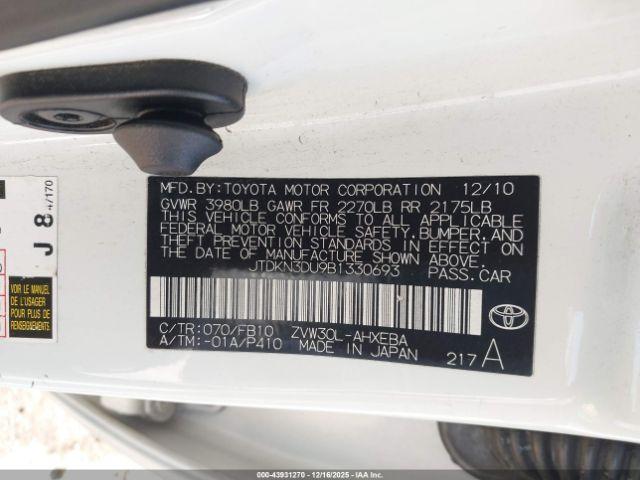 MFD.BY:TOYOTA MOTOR CORPORATION 12/10
GVWR 3980LB GAWR FR 2270LB RR 2175LB
THIS VEHICLE CONFORMS TO ALL APPLICABLE
FEDERAL MOTOR VEHICLE SAFETY,BUMPER,AND
THEFT PREVENTION STANDARDS IN EFFECT ON
THE DATE OF MANUFACTURE SHOWN ABOVE.
JTDKN3DU9B1330693 PASS.CAR
C/TR:070/FB10 ZVW30L-AHXEBA
A/TM:-01A/P410 MADE IN JAPAN 217 A
TOYOTA
J 8
VOIR LE MANUEL
DE L'USAGER
POUR PLUS DE
RENSEIGNEMENTS
000-43931270 - 12/16/2025 - IAAI.COM